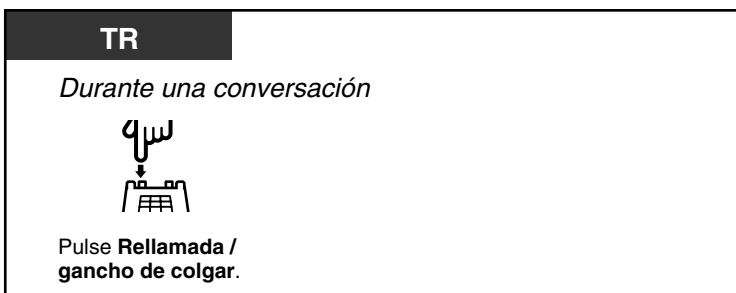 TR
Durante una conversación
Pulse Rellamada /
gancho de colgar.